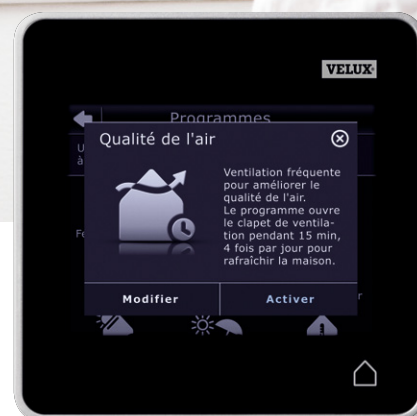 VELUX
Programmes
Qualité de l'air
Ventilation fréquente
pour améliorer le
qualité de l'air.
Le programme ouvre
le clapet de ventila-
tion pendant 15 min,
4 fois par jour pour
rafraîchir la maison.
Modifier
Activer